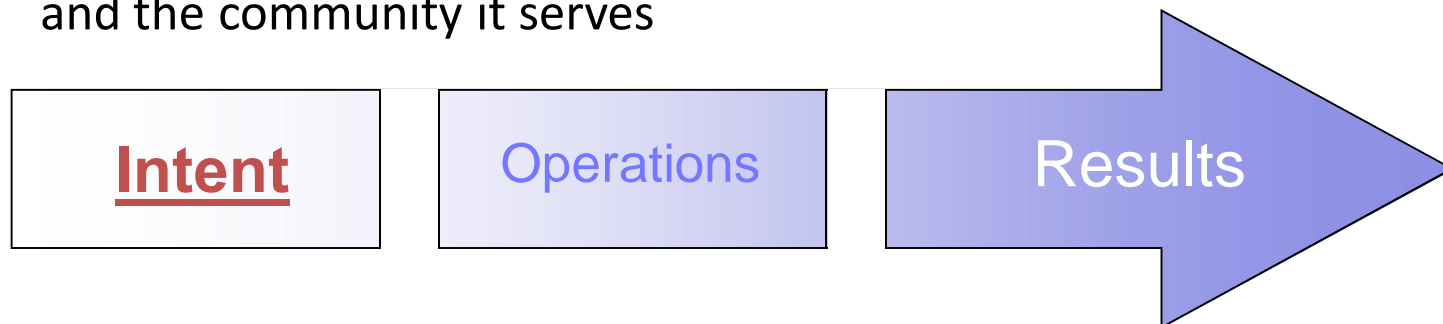 and the community it serves
Intent
Operations
Results